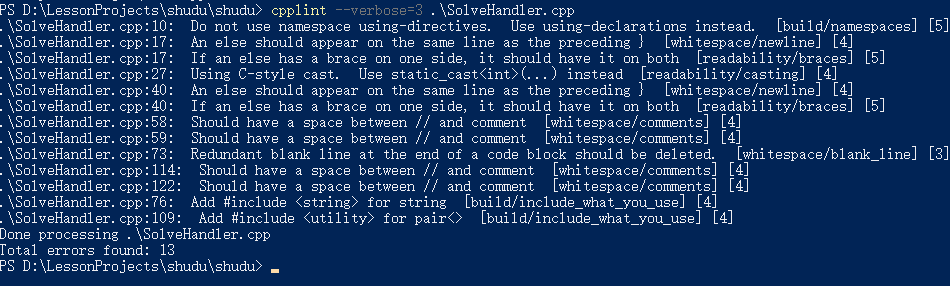 PS D:\LessonProjects\shudu\shudu> cpplint --verbose=3 .\SolveHandler.cpp
.\SolveHandler.cpp:10:  Do not use namespace using-directives.  Use using-declarations instead.  [build/namespaces] [5]
.\SolveHandler.cpp:17:  An else should appear on the same line as the preceding }  [whitespace/newline] [4]
.\SolveHandler.cpp:17:  If an else has a brace on one side, it should have it on both  [readability/braces] [5]
.\SolveHandler.cpp:27:  Using C-style cast.  Use static_cast<int>(...) instead  [readability/casting] [4]
.\SolveHandler.cpp:40:  An else should appear on the same line as the preceding }  [whitespace/newline] [4]
.\SolveHandler.cpp:40:  If an else has a brace on one side, it should have it on both  [readability/braces] [5]
.\SolveHandler.cpp:58:  Should have a space between // and comment  [whitespace/comments] [4]
.\SolveHandler.cpp:59:  Should have a space between // and comment  [whitespace/comments] [4]
.\SolveHandler.cpp:73:  Redundant blank line at the end of a code block should be deleted.  [whitespace/blank_line] [3]
.\SolveHandler.cpp:114:  Should have a space between // and comment  [whitespace/comments] [4]
.\SolveHandler.cpp:122:  Should have a space between // and comment  [whitespace/comments] [4]
.\SolveHandler.cpp:76:  Add #include <string> for string  [build/include_what_you_use] [4]
.\SolveHandler.cpp:109:  Add #include <utility> for pair<>  [build/include_what_you_use] [4]
Done processing .\SolveHandler.cpp
Total errors found: 13
PS D:\LessonProjects\shudu\shudu>